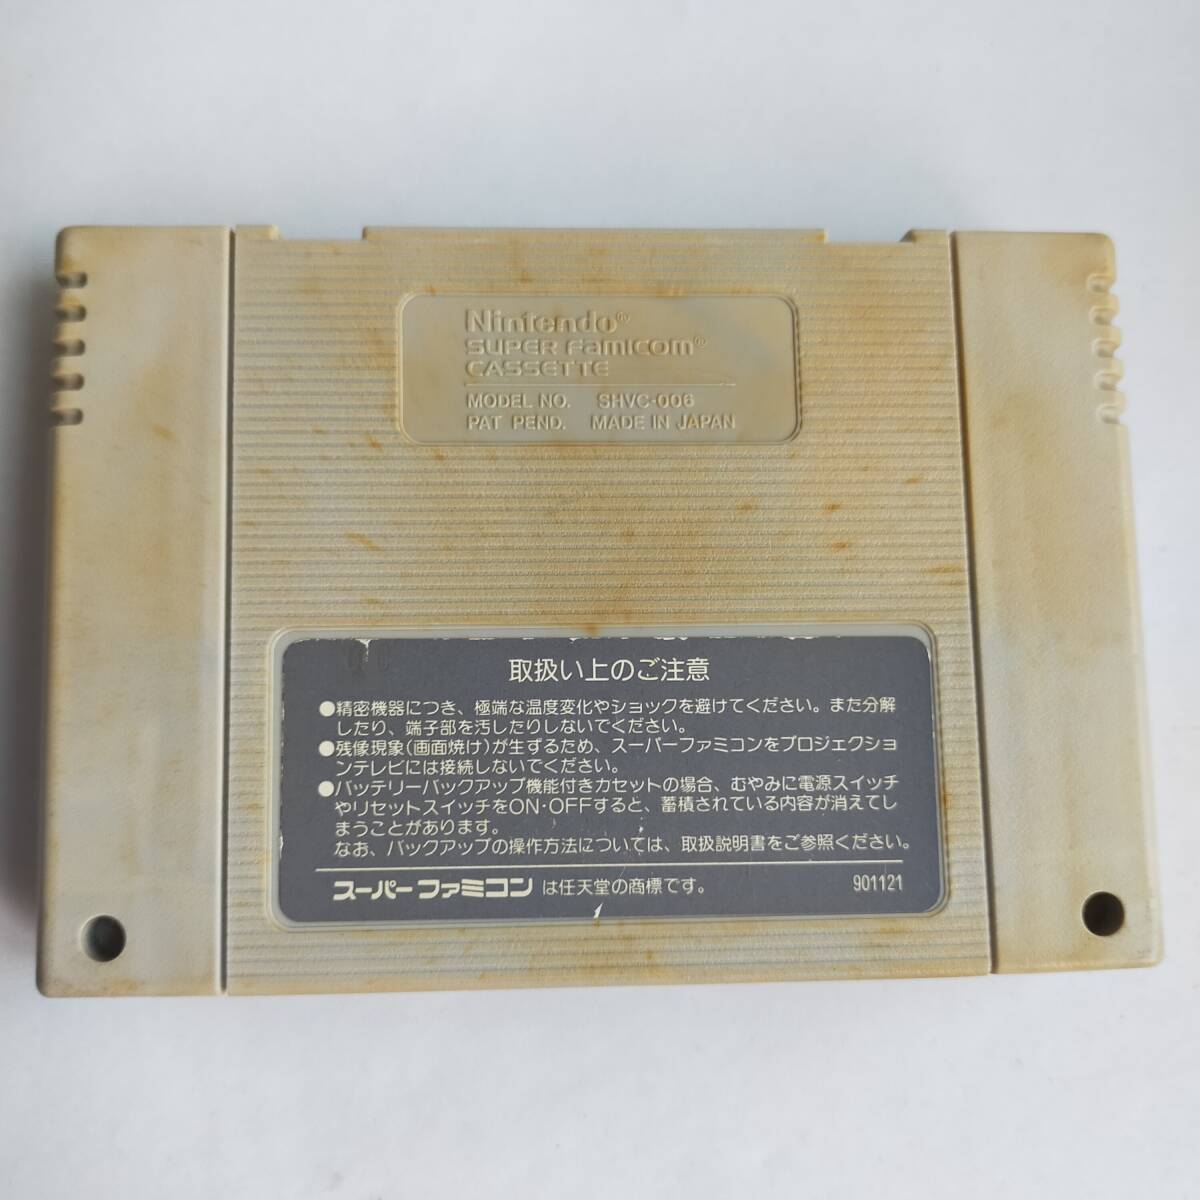 Nintendo®
SUPER Famicom®
CASSETTE
MODEL NO. SHVC-006
PAT PEND. MADE IN JAPAN
取扱い上のご注意
●精密機器につき、極端な温度変化やショックを避けてください。また分解
したり、端子部を汚したりしないでください。
●残像現象(画面焼け)が生ずるため、スーパーファミコンをプロジェクショ
ンテレビには接続しないでください。
●バッテリーバックアップ機能付きカセットの場合、むやみに電源スイッチ
やリセットスイッチをON・OFFすると、蓄積されている内容が消えてし
まうことがあります。
なお、バックアップの操作方法については、取扱説明書をご参照ください。
スーパーファミコン は任天堂の商標です。 901121